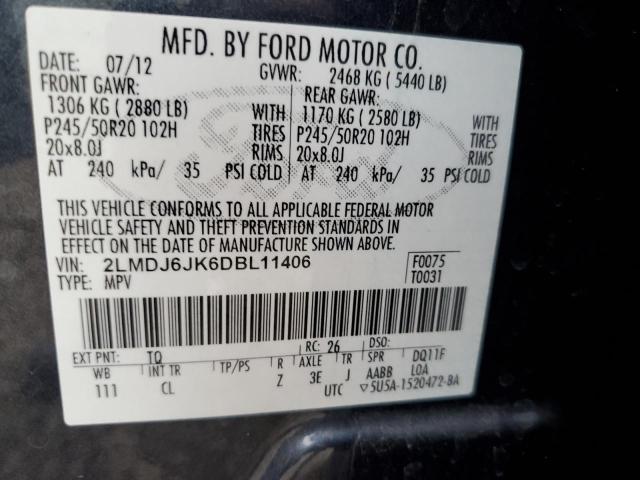 MFD. BY FORD MOTOR CO.
DATE: 07/12 GVWR: 2468 KG ( 5440 LB)
FRONT GAWR: REAR GAWR:
1306 KG ( 2880 LB) WITH 1170 KG ( 2580 LB) WITH
P245/50R20 102H TIRES P245/50R20 102H TIRES
20x8.0J RIMS 20x8.0J RIMS
AT 240 kPa/ 35 PSI COLD AT 240 kPa/ 35 PSI COLD
THIS VEHICLE CONFORMS TO ALL APPLICABLE FEDERAL MOTOR
VEHICLE SAFETY AND THEFT PREVENTION STANDARDS IN
EFFECT ON THE DATE OF MANUFACTURE SHOWN ABOVE.
VIN: 2LMDJ6JK6DBL11406 F0075
TYPE: MPV T0031
EXT PNT: TQ RC: 26 DSO:
WB INT TR TP/PS R AXLE TR SPR DQ11F
111 CL Z 3E J AABB LOA
UTC ▽5U5A-1520472-BA